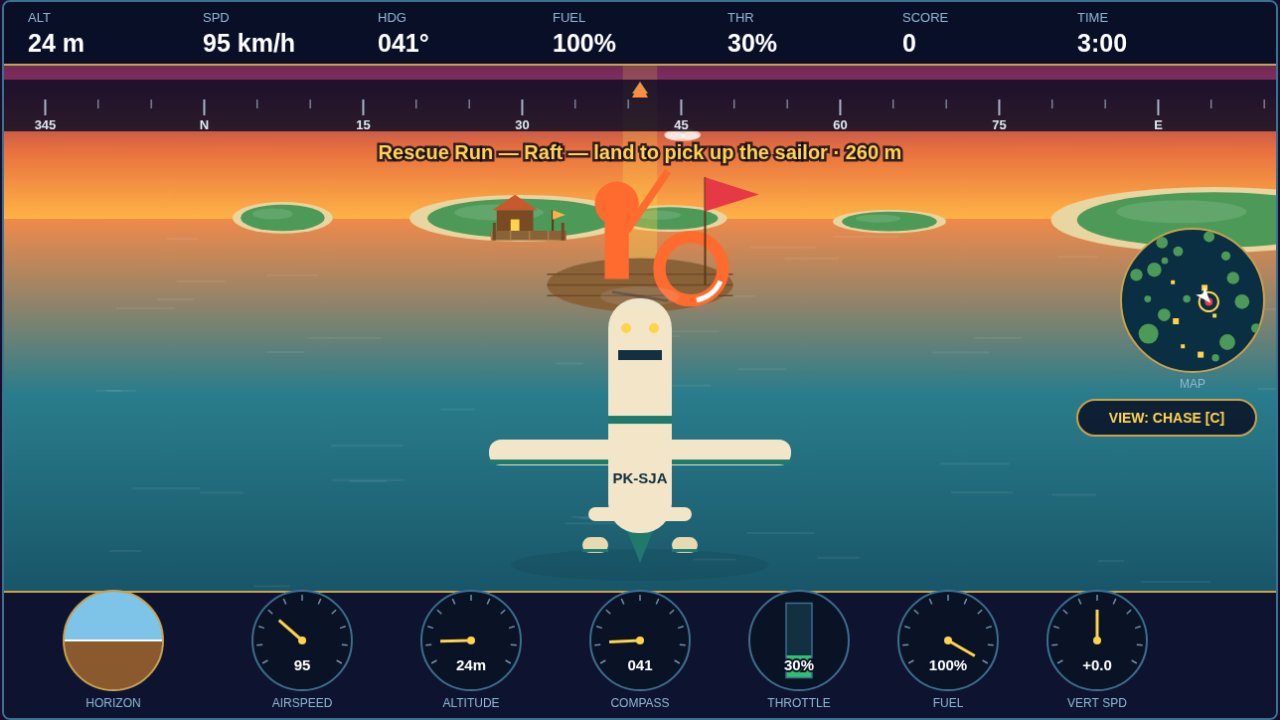 ALT SPD HDG FUEL THR SCORE TIME
24 m 95 km/h 041° 100% 30% 0 3:00
345 N 15 30 45 60 75 E
Rescue Run — Raft — land to pick up the sailor · 260 m
MAP
VIEW: CHASE [C]
PK-SJA
95 24m 041 30% 100% +0.0
HORIZON AIRSPEED ALTITUDE COMPASS THROTTLE FUEL VERT SPD